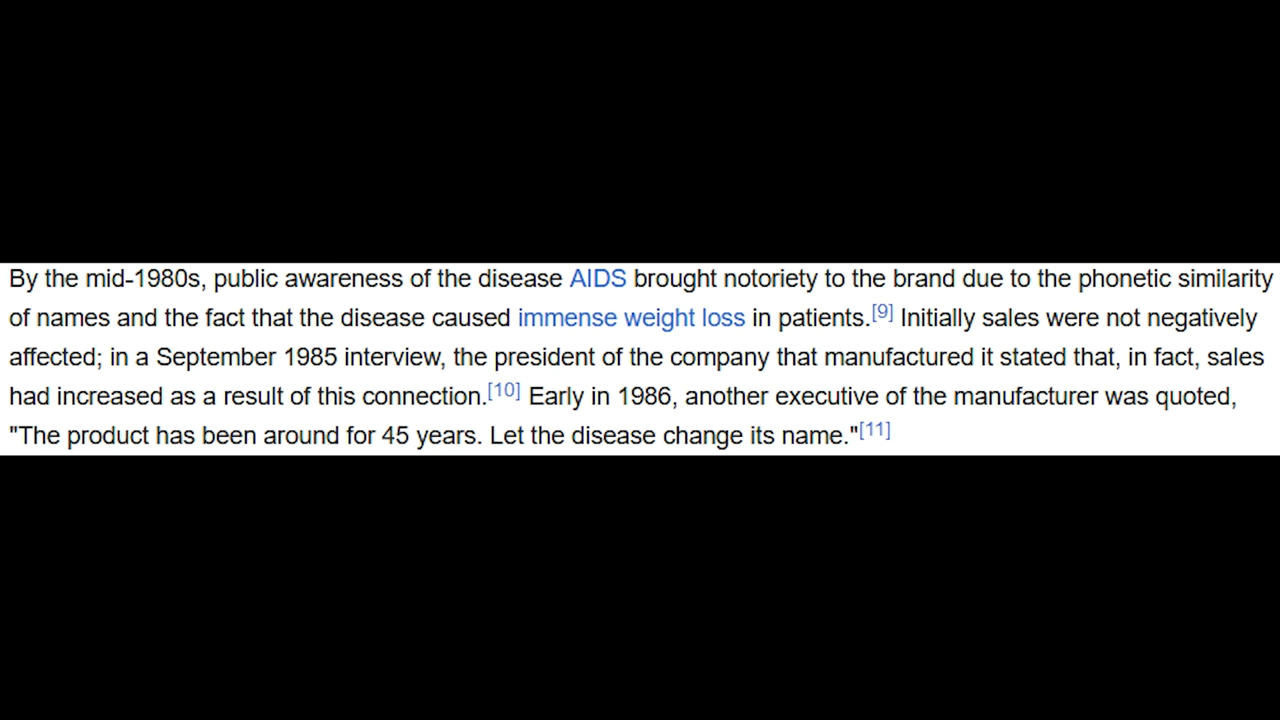 By the mid-1980s, public awareness of the disease AIDS brought notoriety to the brand due to the phonetic similarity
of names and the fact that the disease caused immense weight loss in patients.[9] Initially sales were not negatively
affected; in a September 1985 interview, the president of the company that manufactured it stated that, in fact, sales
had increased as a result of this connection.[10] Early in 1986, another executive of the manufacturer was quoted,
"The product has been around for 45 years. Let the disease change its name."[11]